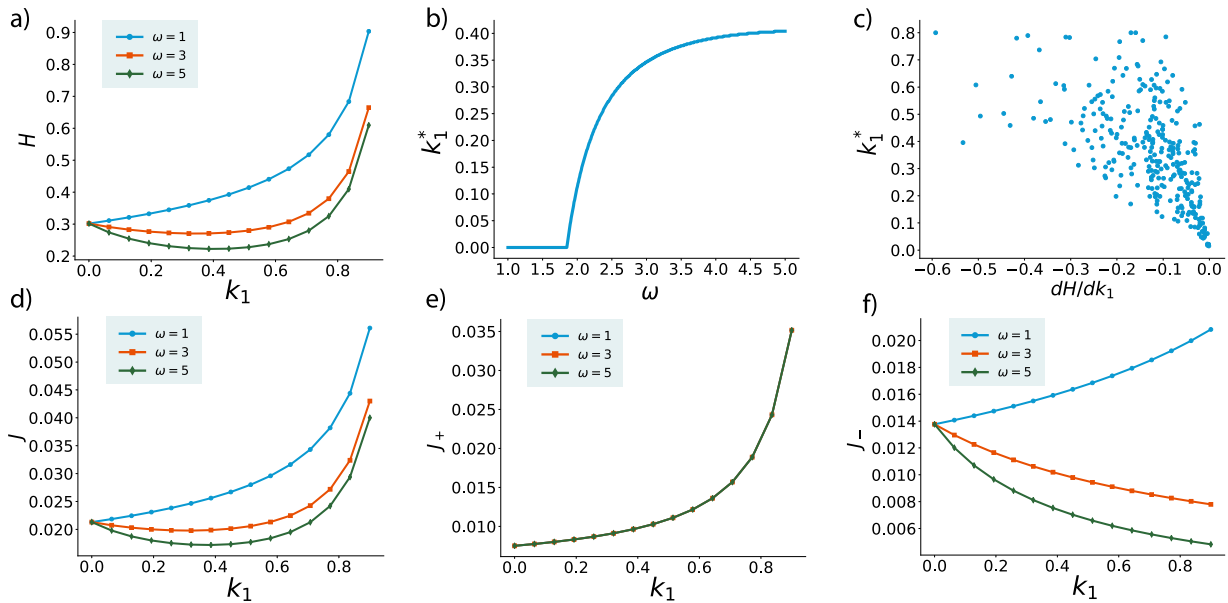 a)
ω = 1
ω = 3
ω = 5
H
0.9
0.8
0.7
0.6
0.5
0.4
0.3
0.2
0.0 0.2 0.4 0.6 0.8
k₁
b)
k₁*
0.40
0.35
0.30
0.25
0.20
0.15
0.10
0.05
0.00
1.0 1.5 2.0 2.5 3.0 3.5 4.0 4.5 5.0
ω
c)
k₁*
0.8
0.7
0.6
0.5
0.4
0.3
0.2
0.1
0.0
−0.6 −0.5 −0.4 −0.3 −0.2 −0.1 0.0
dH/dk₁
d)
ω = 1
ω = 3
ω = 5
J
0.055
0.050
0.045
0.040
0.035
0.030
0.025
0.020
0.0 0.2 0.4 0.6 0.8
k₁
e)
ω = 1
ω = 3
ω = 5
J₊
0.035
0.030
0.025
0.020
0.015
0.010
0.0 0.2 0.4 0.6 0.8
k₁
f)
ω = 1
ω = 3
ω = 5
J₋
0.020
0.018
0.016
0.014
0.012
0.010
0.008
0.006
0.0 0.2 0.4 0.6 0.8
k₁